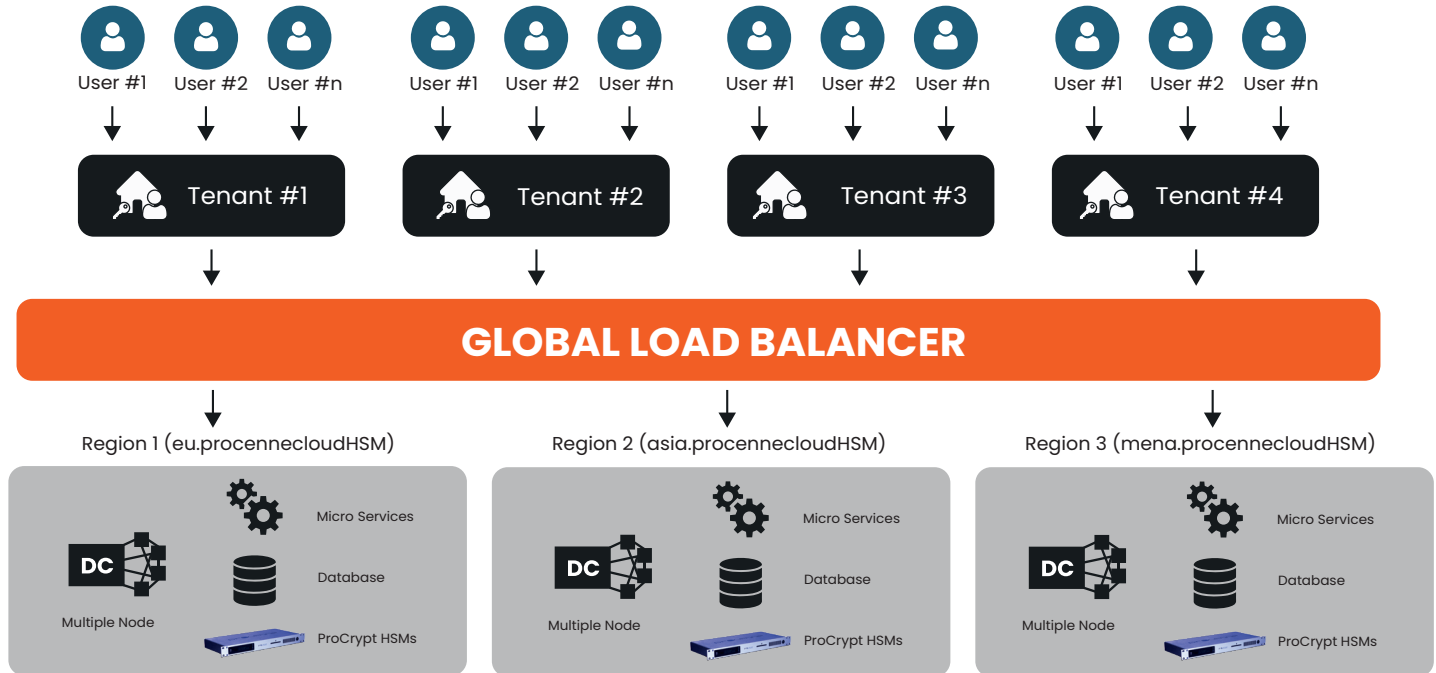 User #1 User #2 User #n User #1 User #2 User #n User #1 User #2 User #n User #1 User #2 User #n
Tenant #1 Tenant #2 Tenant #3 Tenant #4
GLOBAL LOAD BALANCER
Region 1 (eu.procennecloudHSM) Region 2 (asia.procennecloudHSM) Region 3 (mena.procennecloudHSM)
Micro Services
DC
Database
Multiple Node
ProCrypt HSMs
Micro Services
DC
Database
Multiple Node
ProCrypt HSMs
Micro Services
DC
Database
Multiple Node
ProCrypt HSMs